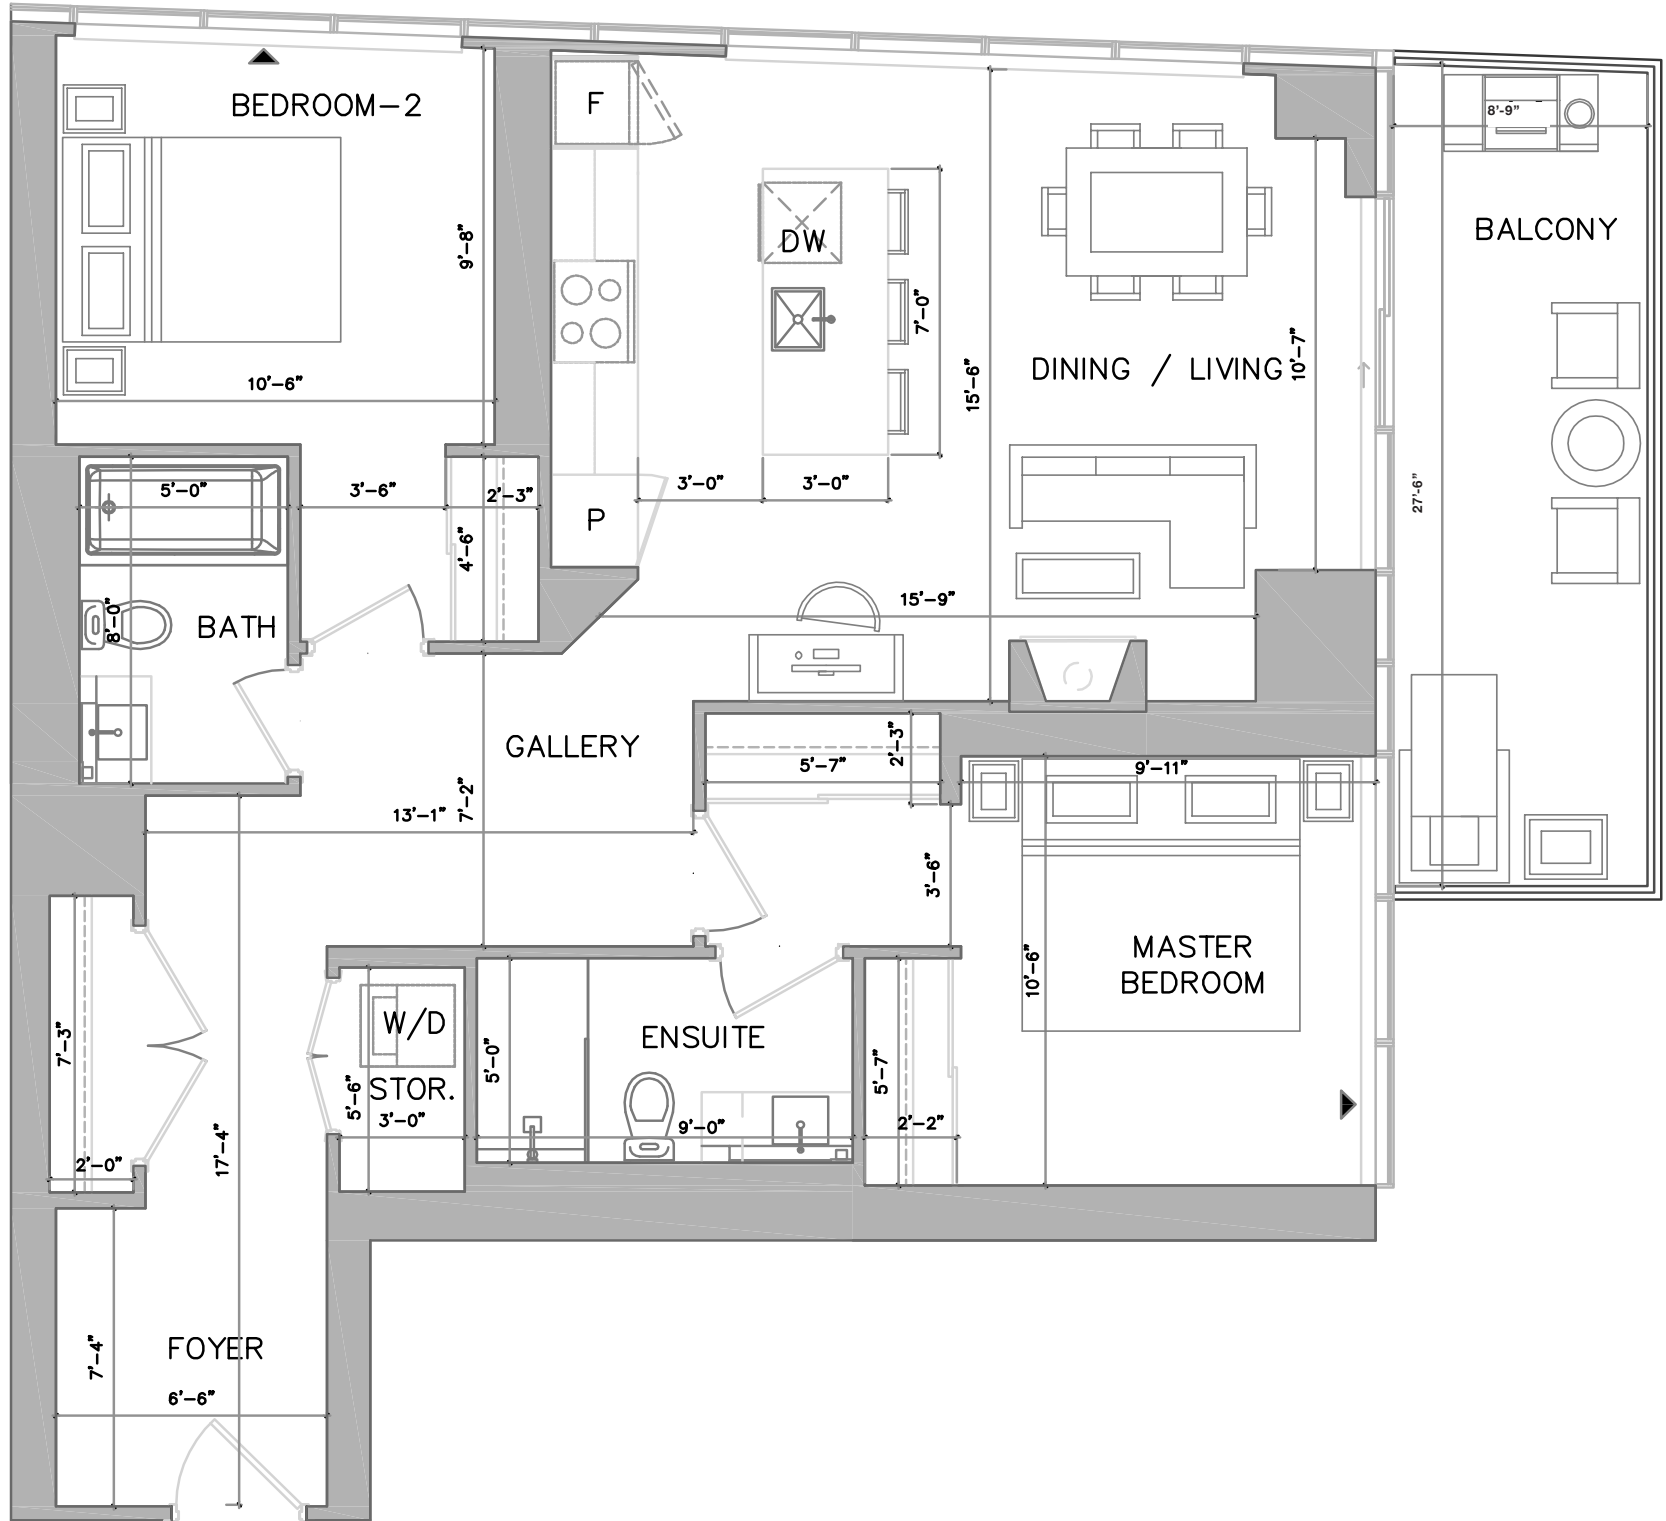 BEDROOM-2
F
8'-9"
BALCONY
9'-8"
DW
7'-0"
DINING / LIVING
10'-7"
15'-6"
10'-6"
5'-0"
3'-6"
2'-3"
3'-0"
3'-0"
27'-6"
P
4'-6"
8'-0"
BATH
15'-9"
GALLERY
2'-3"
5'-7"
9'-11"
13'-1"
7'-2"
3'-6"
MASTER
BEDROOM
10'-6"
W/D
ENSUITE
7'-3"
5'-0"
5'-7"
5'-6"
STOR.
3'-0"
9'-0"
2'-2"
17'-4"
2'-0"
FOYER
7'-4"
6'-6"